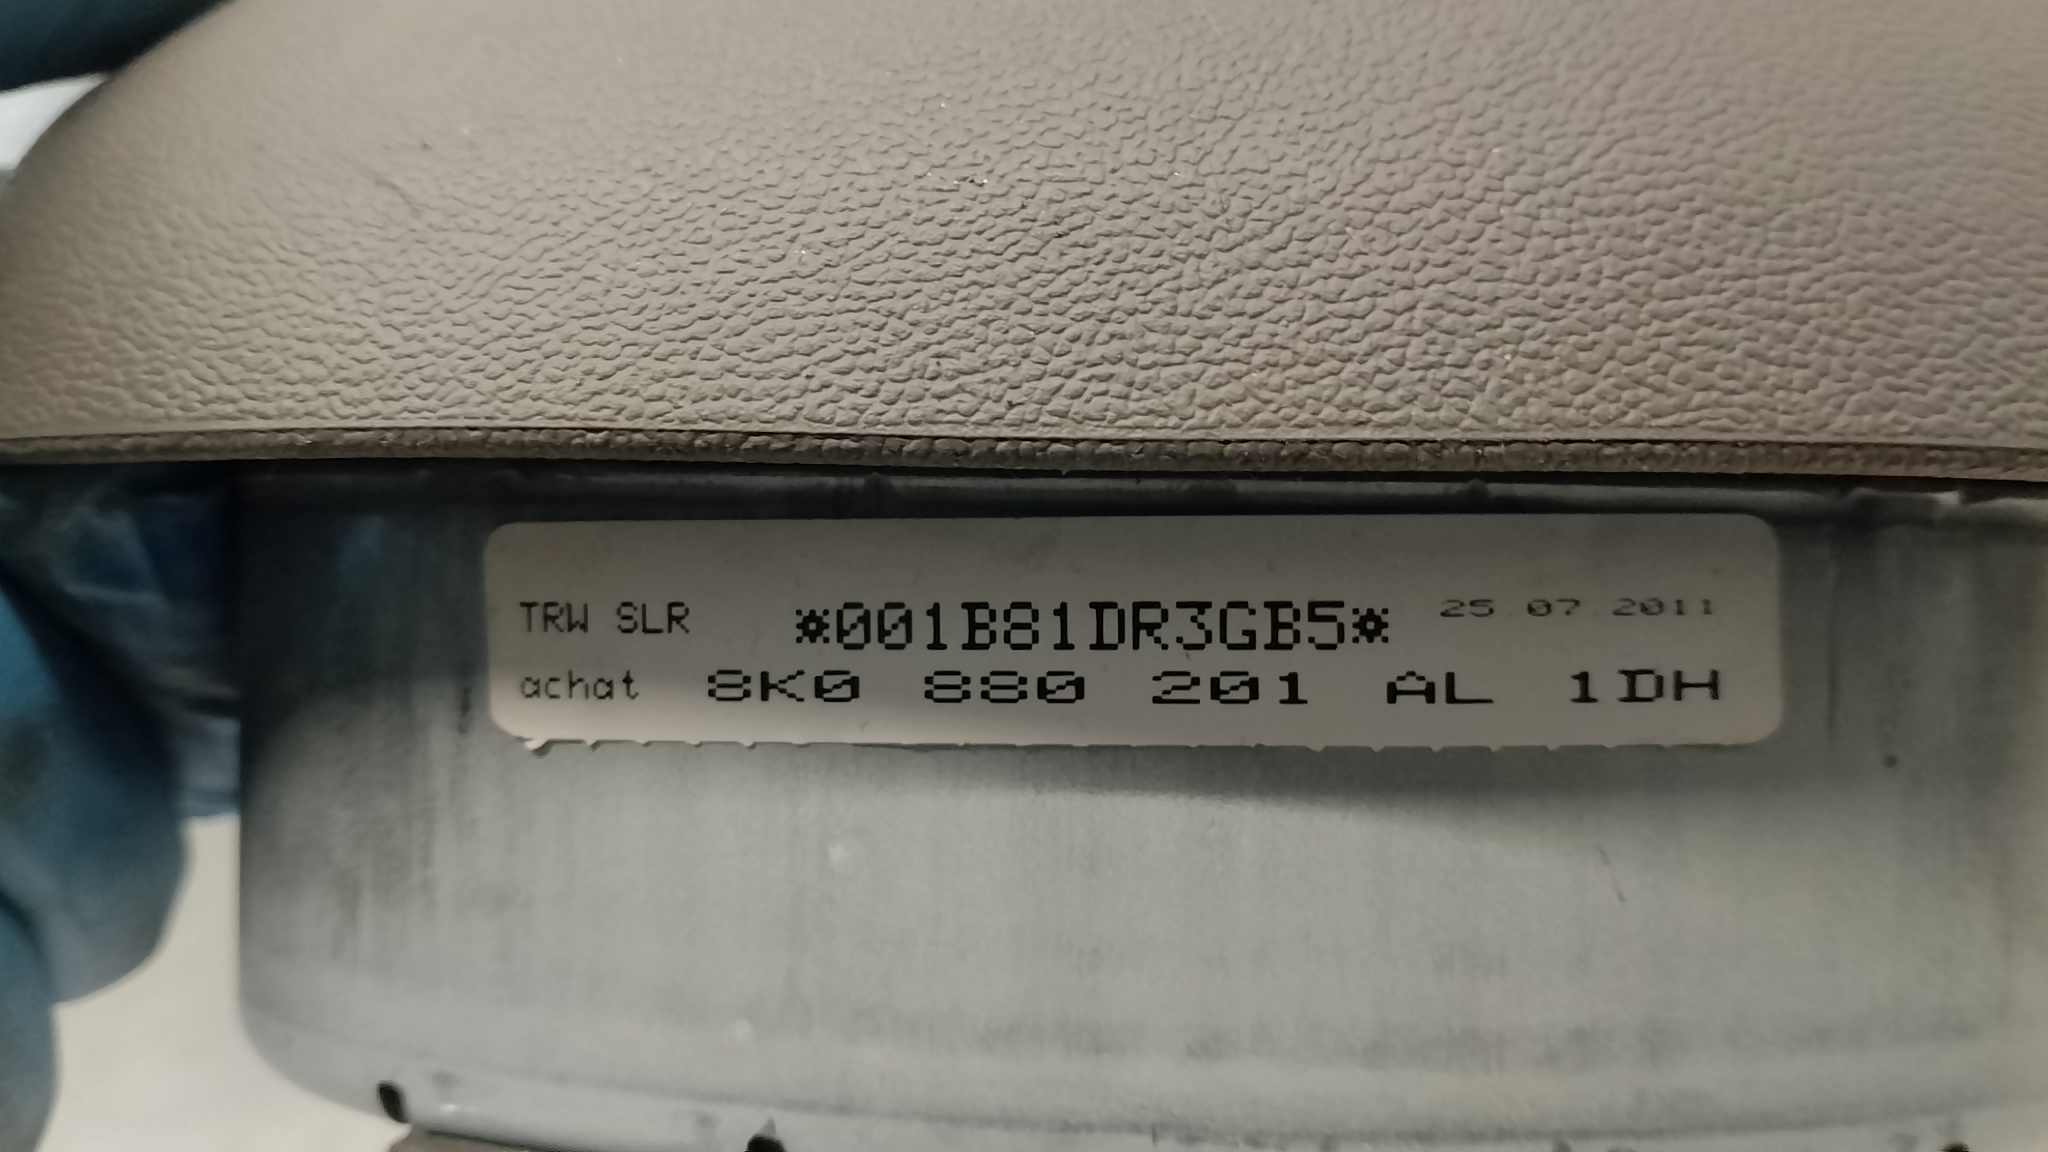 TRW SLR *001B81DR3GB5* 25.07.2011
achat 8K0 880 201 AL 1DH